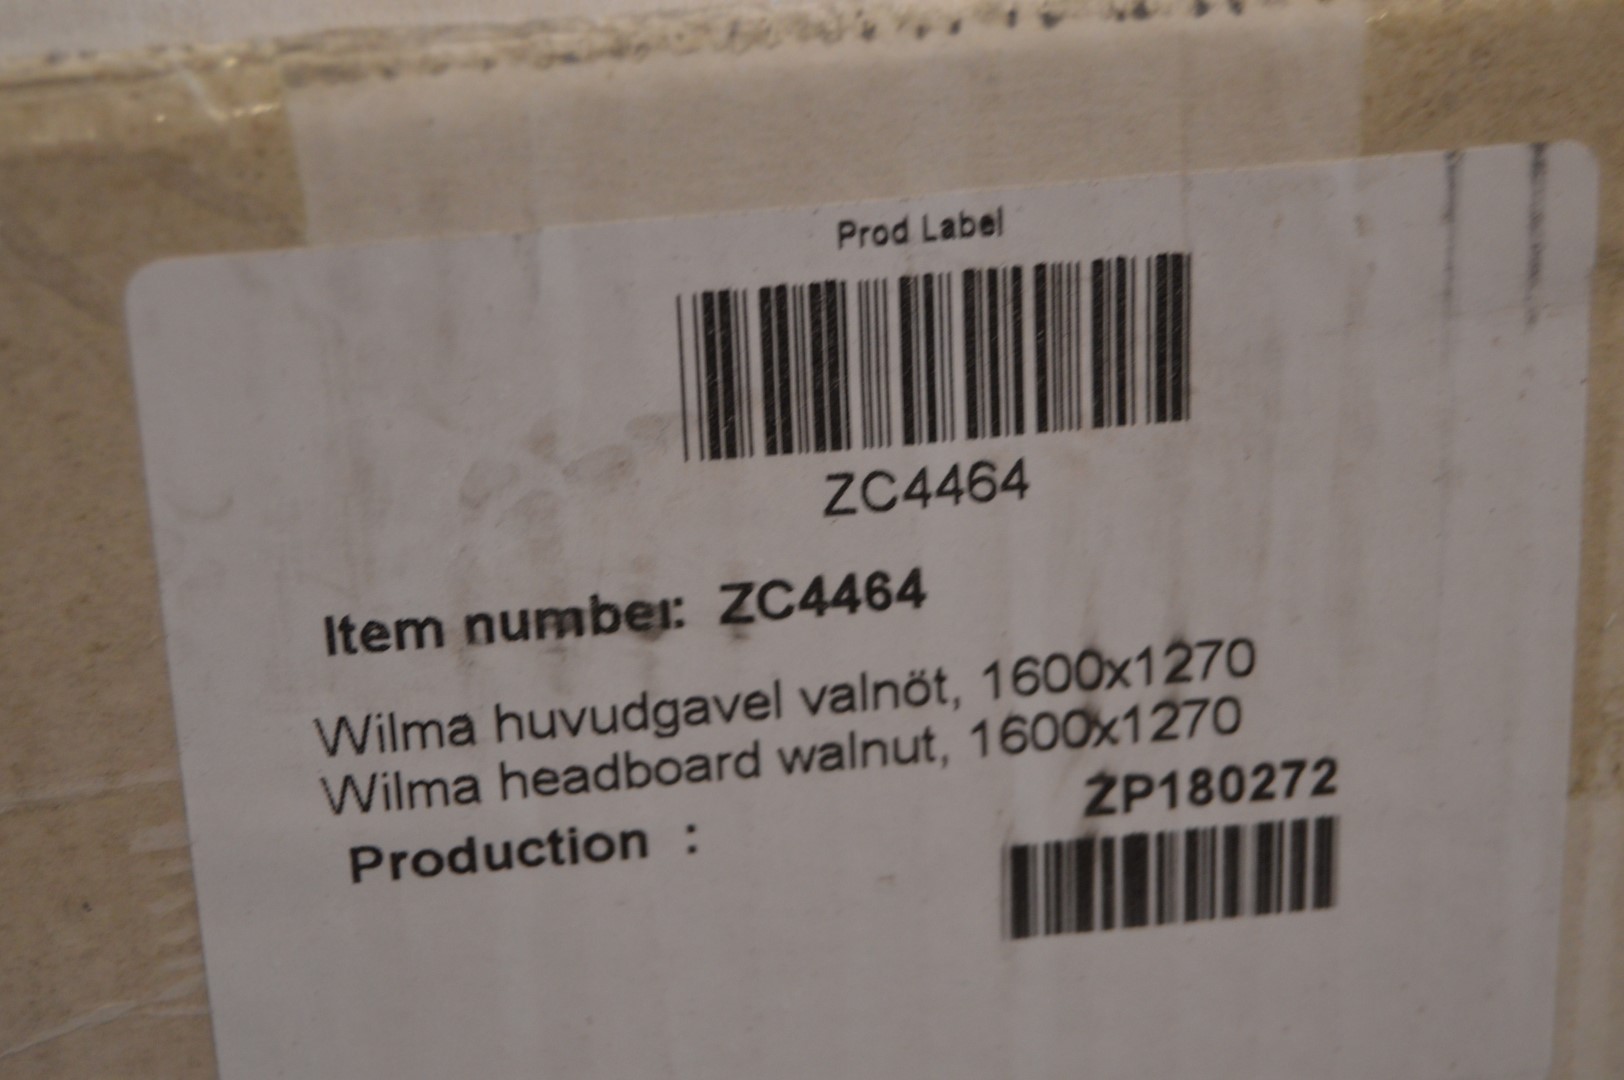 Prod Label
ZC4464
Item number: ZC4464
Wilma huvudgavel valnöt, 1600x1270
Wilma headboard walnut, 1600x1270
ZP180272
Production :